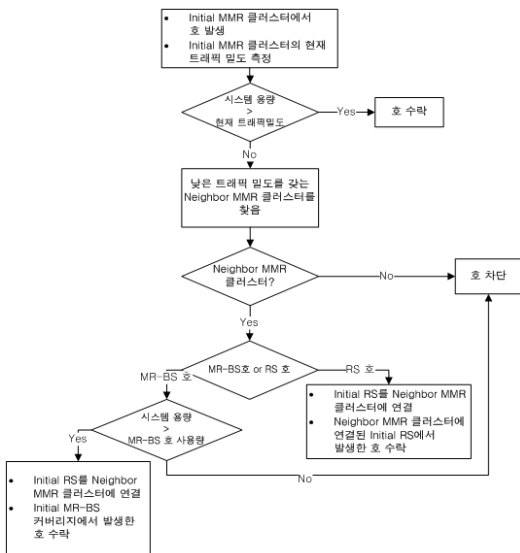 • Initial MMR 클러스터에서
호 발생
• Initial MMR 클러스터의 현재
트래픽 밀도 측정
시스템 용량
>
현재 트래픽밀도
Yes
호 수락
No
낮은 트래픽 밀도를 갖는
Neighbor MMR 클러스터를
찾음
Neighbor MMR
클러스터?
No
호 차단
Yes
MR-BS호 or RS 호
MR-BS 호
RS 호
• Initial RS를 Neighbor MMR
클러스터에 연결
• Neighbor MMR 클러스터에
연결된 Initial RS에서
발생한 호 수락
시스템 용량
>
MR-BS 호 사용량
Yes
No
• Initial RS를 Neighbor
MMR 클러스터에 연결
• Initial MR-BS
커버리지에서 발생한
호 수락